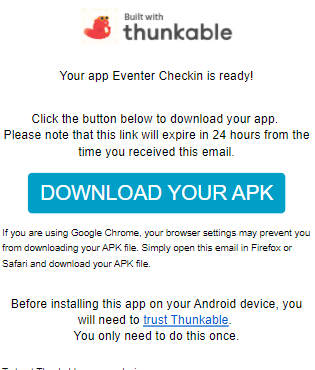 Built with
thunkable
Your app Eventer Checkin is ready!
Click the button below to download your app.
Please note that this link will expire in 24 hours from the
time you received this email.
DOWNLOAD YOUR APK
If you are using Google Chrome, your browser settings may prevent you
from downloading your APK file. Simply open this email in Firefox or
Safari and download your APK file.
Before installing this app on your Android device, you
will need to trust Thunkable.
You only need to do this once.